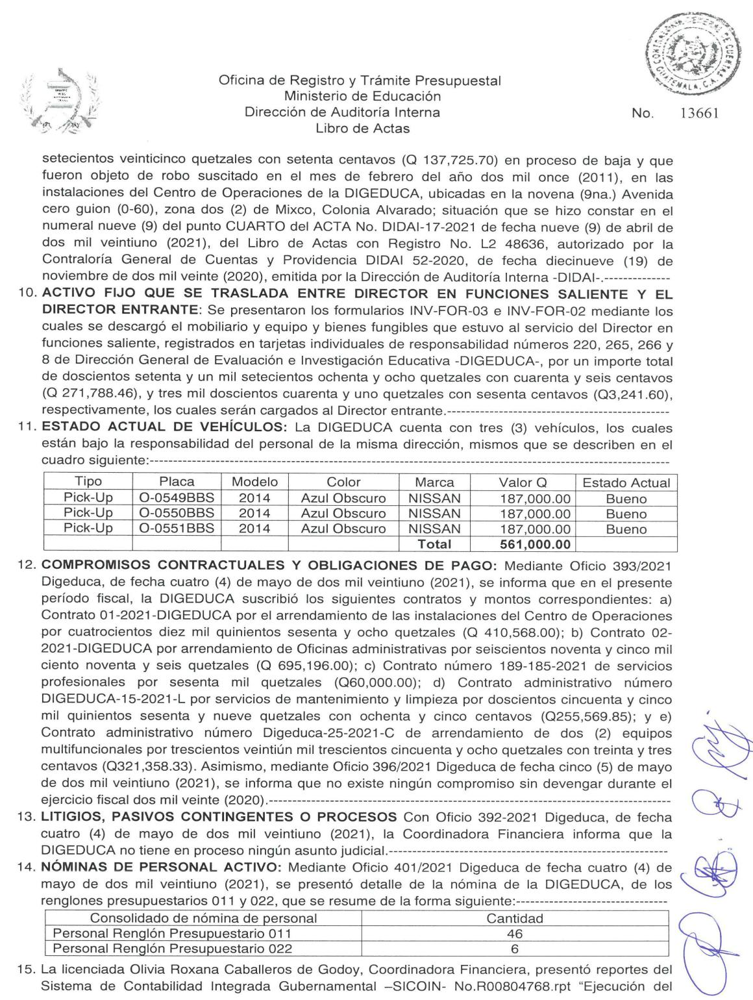 CONTRALORIA GENERAL DE CUENTAS
GUATEMALA, C.A.
Oficina de Registro y Trámite Presupuestal
Ministerio de Educación
Dirección de Auditoría Interna
Libro de Actas
No. 13661
setecientos veinticinco quetzales con setenta centavos (Q 137,725.70) en proceso de baja y que
fueron objeto de robo suscitado en el mes de febrero del año dos mil once (2011), en las
instalaciones del Centro de Operaciones de la DIGEDUCA, ubicadas en la novena (9na.) Avenida
cero guion (0-60), zona dos (2) de Mixco, Colonia Alvarado; situación que se hizo constar en el
numeral nueve (9) del punto CUARTO del ACTA No. DIDAI-17-2021 de fecha nueve (9) de abril de
dos mil veintiuno (2021), del Libro de Actas con Registro No. L2 48636, autorizado por la
Contraloría General de Cuentas y Providencia DIDAI 52-2020, de fecha diecinueve (19) de
noviembre de dos mil veinte (2020), emitida por la Dirección de Auditoría Interna -DIDAI-.--------------
10. ACTIVO FIJO QUE SE TRASLADA ENTRE DIRECTOR EN FUNCIONES SALIENTE Y EL
DIRECTOR ENTRANTE: Se presentaron los formularios INV-FOR-03 e INV-FOR-02 mediante los
cuales se descargó el mobiliario y equipo y bienes fungibles que estuvo al servicio del Director en
funciones saliente, registrados en tarjetas individuales de responsabilidad números 220, 265, 266 y
8 de Dirección General de Evaluación e Investigación Educativa -DIGEDUCA-, por un importe total
de doscientos setenta y un mil setecientos ochenta y ocho quetzales con cuarenta y seis centavos
(Q 271,788.46), y tres mil doscientos cuarenta y uno quetzales con sesenta centavos (Q3,241.60),
respectivamente, los cuales serán cargados al Director entrante.-----------------------------------------------
11. ESTADO ACTUAL DE VEHÍCULOS: La DIGEDUCA cuenta con tres (3) vehículos, los cuales
están bajo la responsabilidad del personal de la misma dirección, mismos que se describen en el
cuadro siguiente:--------------------------------------------------------------------------------------------------------------
Tipo Placa Modelo Color Marca Valor Q Estado Actual
Pick-Up O-0549BBS 2014 Azul Obscuro NISSAN 187,000.00 Bueno
Pick-Up O-0550BBS 2014 Azul Obscuro NISSAN 187,000.00 Bueno
Pick-Up O-0551BBS 2014 Azul Obscuro NISSAN 187,000.00 Bueno
Total 561,000.00
12. COMPROMISOS CONTRACTUALES Y OBLIGACIONES DE PAGO: Mediante Oficio 393/2021
Digeduca, de fecha cuatro (4) de mayo de dos mil veintiuno (2021), se informa que en el presente
período fiscal, la DIGEDUCA suscribió los siguientes contratos y montos correspondientes: a)
Contrato 01-2021-DIGEDUCA por el arrendamiento de las instalaciones del Centro de Operaciones
por cuatrocientos diez mil quinientos sesenta y ocho quetzales (Q 410,568.00); b) Contrato 02-
2021-DIGEDUCA por arrendamiento de Oficinas administrativas por seiscientos noventa y cinco mil
ciento noventa y seis quetzales (Q 695,196.00); c) Contrato número 189-185-2021 de servicios
profesionales por sesenta mil quetzales (Q60,000.00); d) Contrato administrativo número
DIGEDUCA-15-2021-L por servicios de mantenimiento y limpieza por doscientos cincuenta y cinco
mil quinientos sesenta y nueve quetzales con ochenta y cinco centavos (Q255,569.85); y e)
Contrato administrativo número Digeduca-25-2021-C de arrendamiento de dos (2) equipos
multifuncionales por trescientos veintiún mil trescientos cincuenta y ocho quetzales con treinta y tres
centavos (Q321,358.33). Asimismo, mediante Oficio 396/2021 Digeduca de fecha cinco (5) de mayo
de dos mil veintiuno (2021), se informa que no existe ningún compromiso sin devengar durante el
ejercicio fiscal dos mil veinte (2020).-------------------------------------------------------------------------------------
13. LITIGIOS, PASIVOS CONTINGENTES O PROCESOS Con Oficio 392-2021 Digeduca, de fecha
cuatro (4) de mayo de dos mil veintiuno (2021), la Coordinadora Financiera informa que la
DIGEDUCA no tiene en proceso ningún asunto judicial.-----------------------------------------------------------
14. NÓMINAS DE PERSONAL ACTIVO: Mediante Oficio 401/2021 Digeduca de fecha cuatro (4) de
mayo de dos mil veintiuno (2021), se presentó detalle de la nómina de la DIGEDUCA, de los
renglones presupuestarios 011 y 022, que se resume de la forma siguiente:--------------------------------
Consolidado de nómina de personal Cantidad
Personal Renglón Presupuestario 011 46
Personal Renglón Presupuestario 022 6
15. La licenciada Olivia Roxana Caballeros de Godoy, Coordinadora Financiera, presentó reportes del
Sistema de Contabilidad Integrada Gubernamental –SICOIN- No.R00804768.rpt “Ejecución del